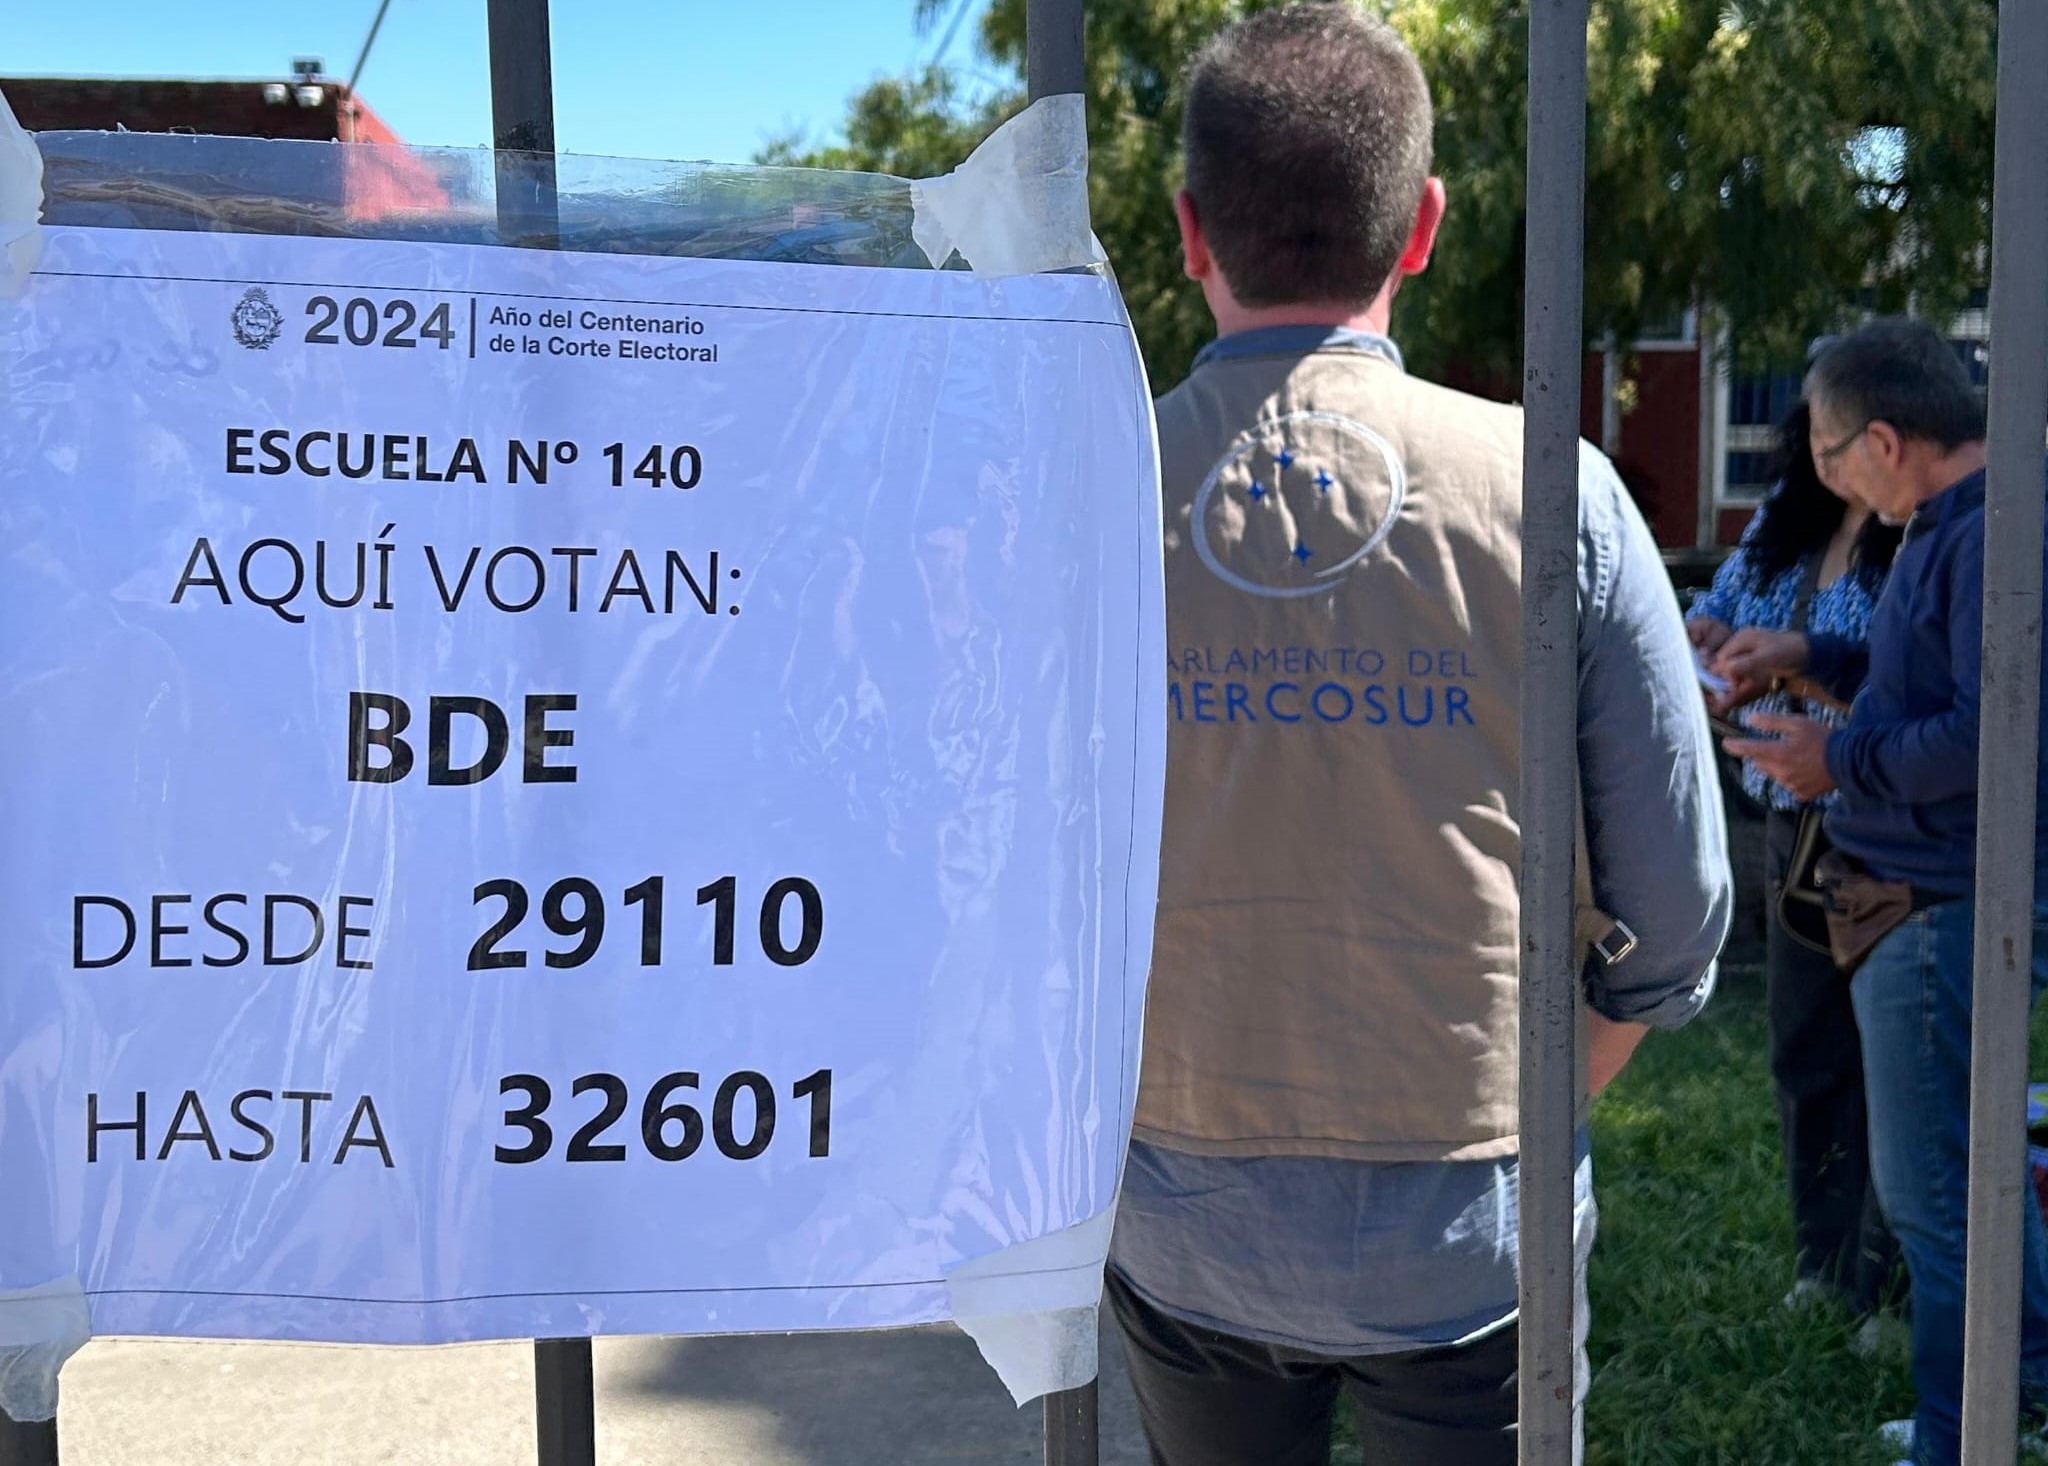 2024
Año del Centenario
de la Corte Electoral
ESCUELA Nº 140
AQUÍ VOTAN:
BDE
DESDE 29110
HASTA 32601
ARLAMENTO DEL
MERCOSUR